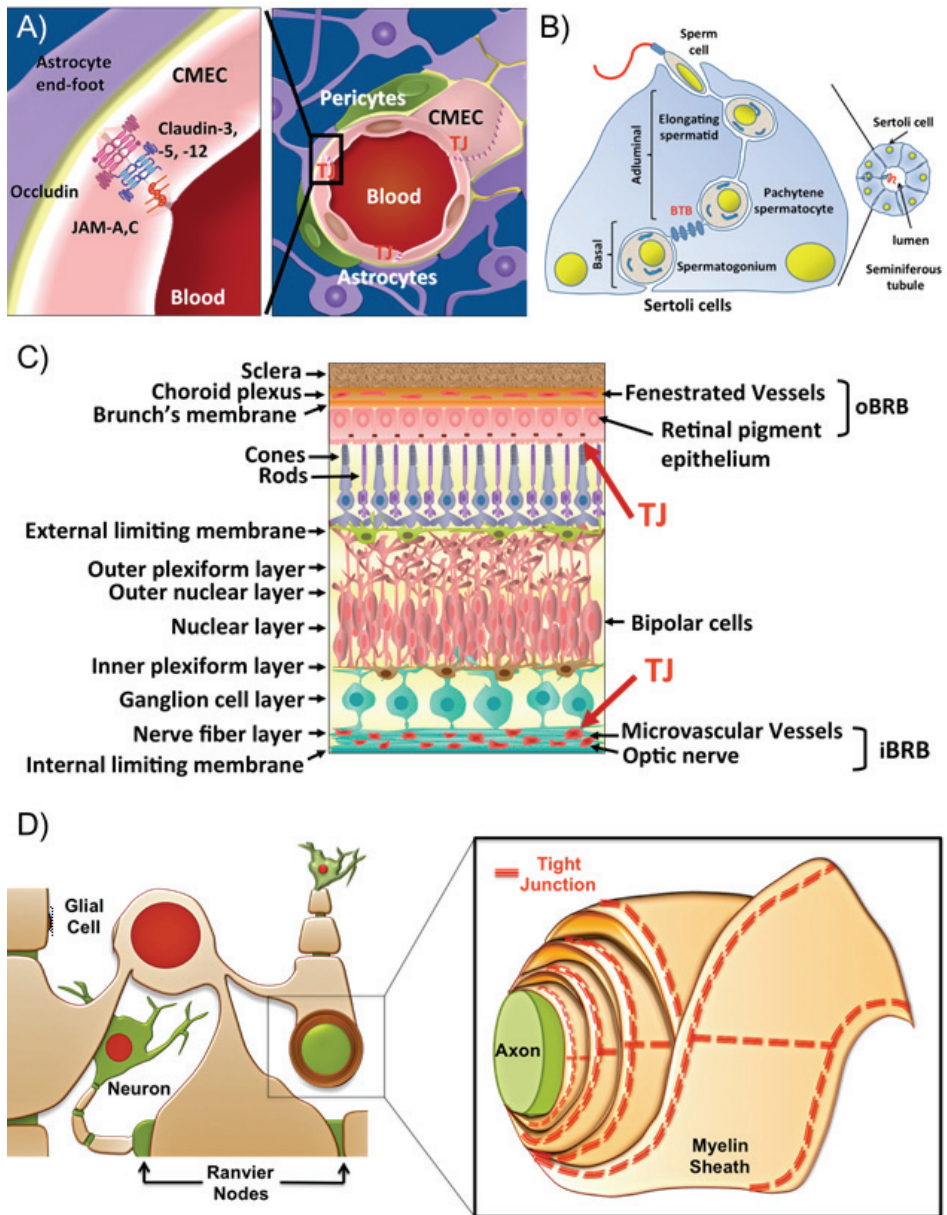 A)
Astrocyte
end-foot
CMEC
Claudin-3,
-5, -12
Occludin
JAM-A,C
Blood
Pericytes
CMEC
TJ
TJ
Blood
TJ
Astrocytes
B)
Sperm
cell
Elongating
spermatid
Adluminal
Pachytene
spermatocyte
BTB
Basal
Spermatogonium
Sertoli cells
Sertoli cell
lumen
Seminiferous
tubule
C)
Sclera
Choroid plexus
Brunch's membrane
Cones
Rods
External limiting membrane
Outer plexiform layer
Outer nuclear layer
Nuclear layer
Inner plexiform layer
Ganglion cell layer
Nerve fiber layer
Internal limiting membrane
Fenestrated Vessels
oBRB
Retinal pigment
epithelium
TJ
Bipolar cells
TJ
Microvascular Vessels
Optic nerve
iBRB
D)
Glial
Cell
Neuron
Ranvier
Nodes
Tight
Junction
Axon
Myelin
Sheath